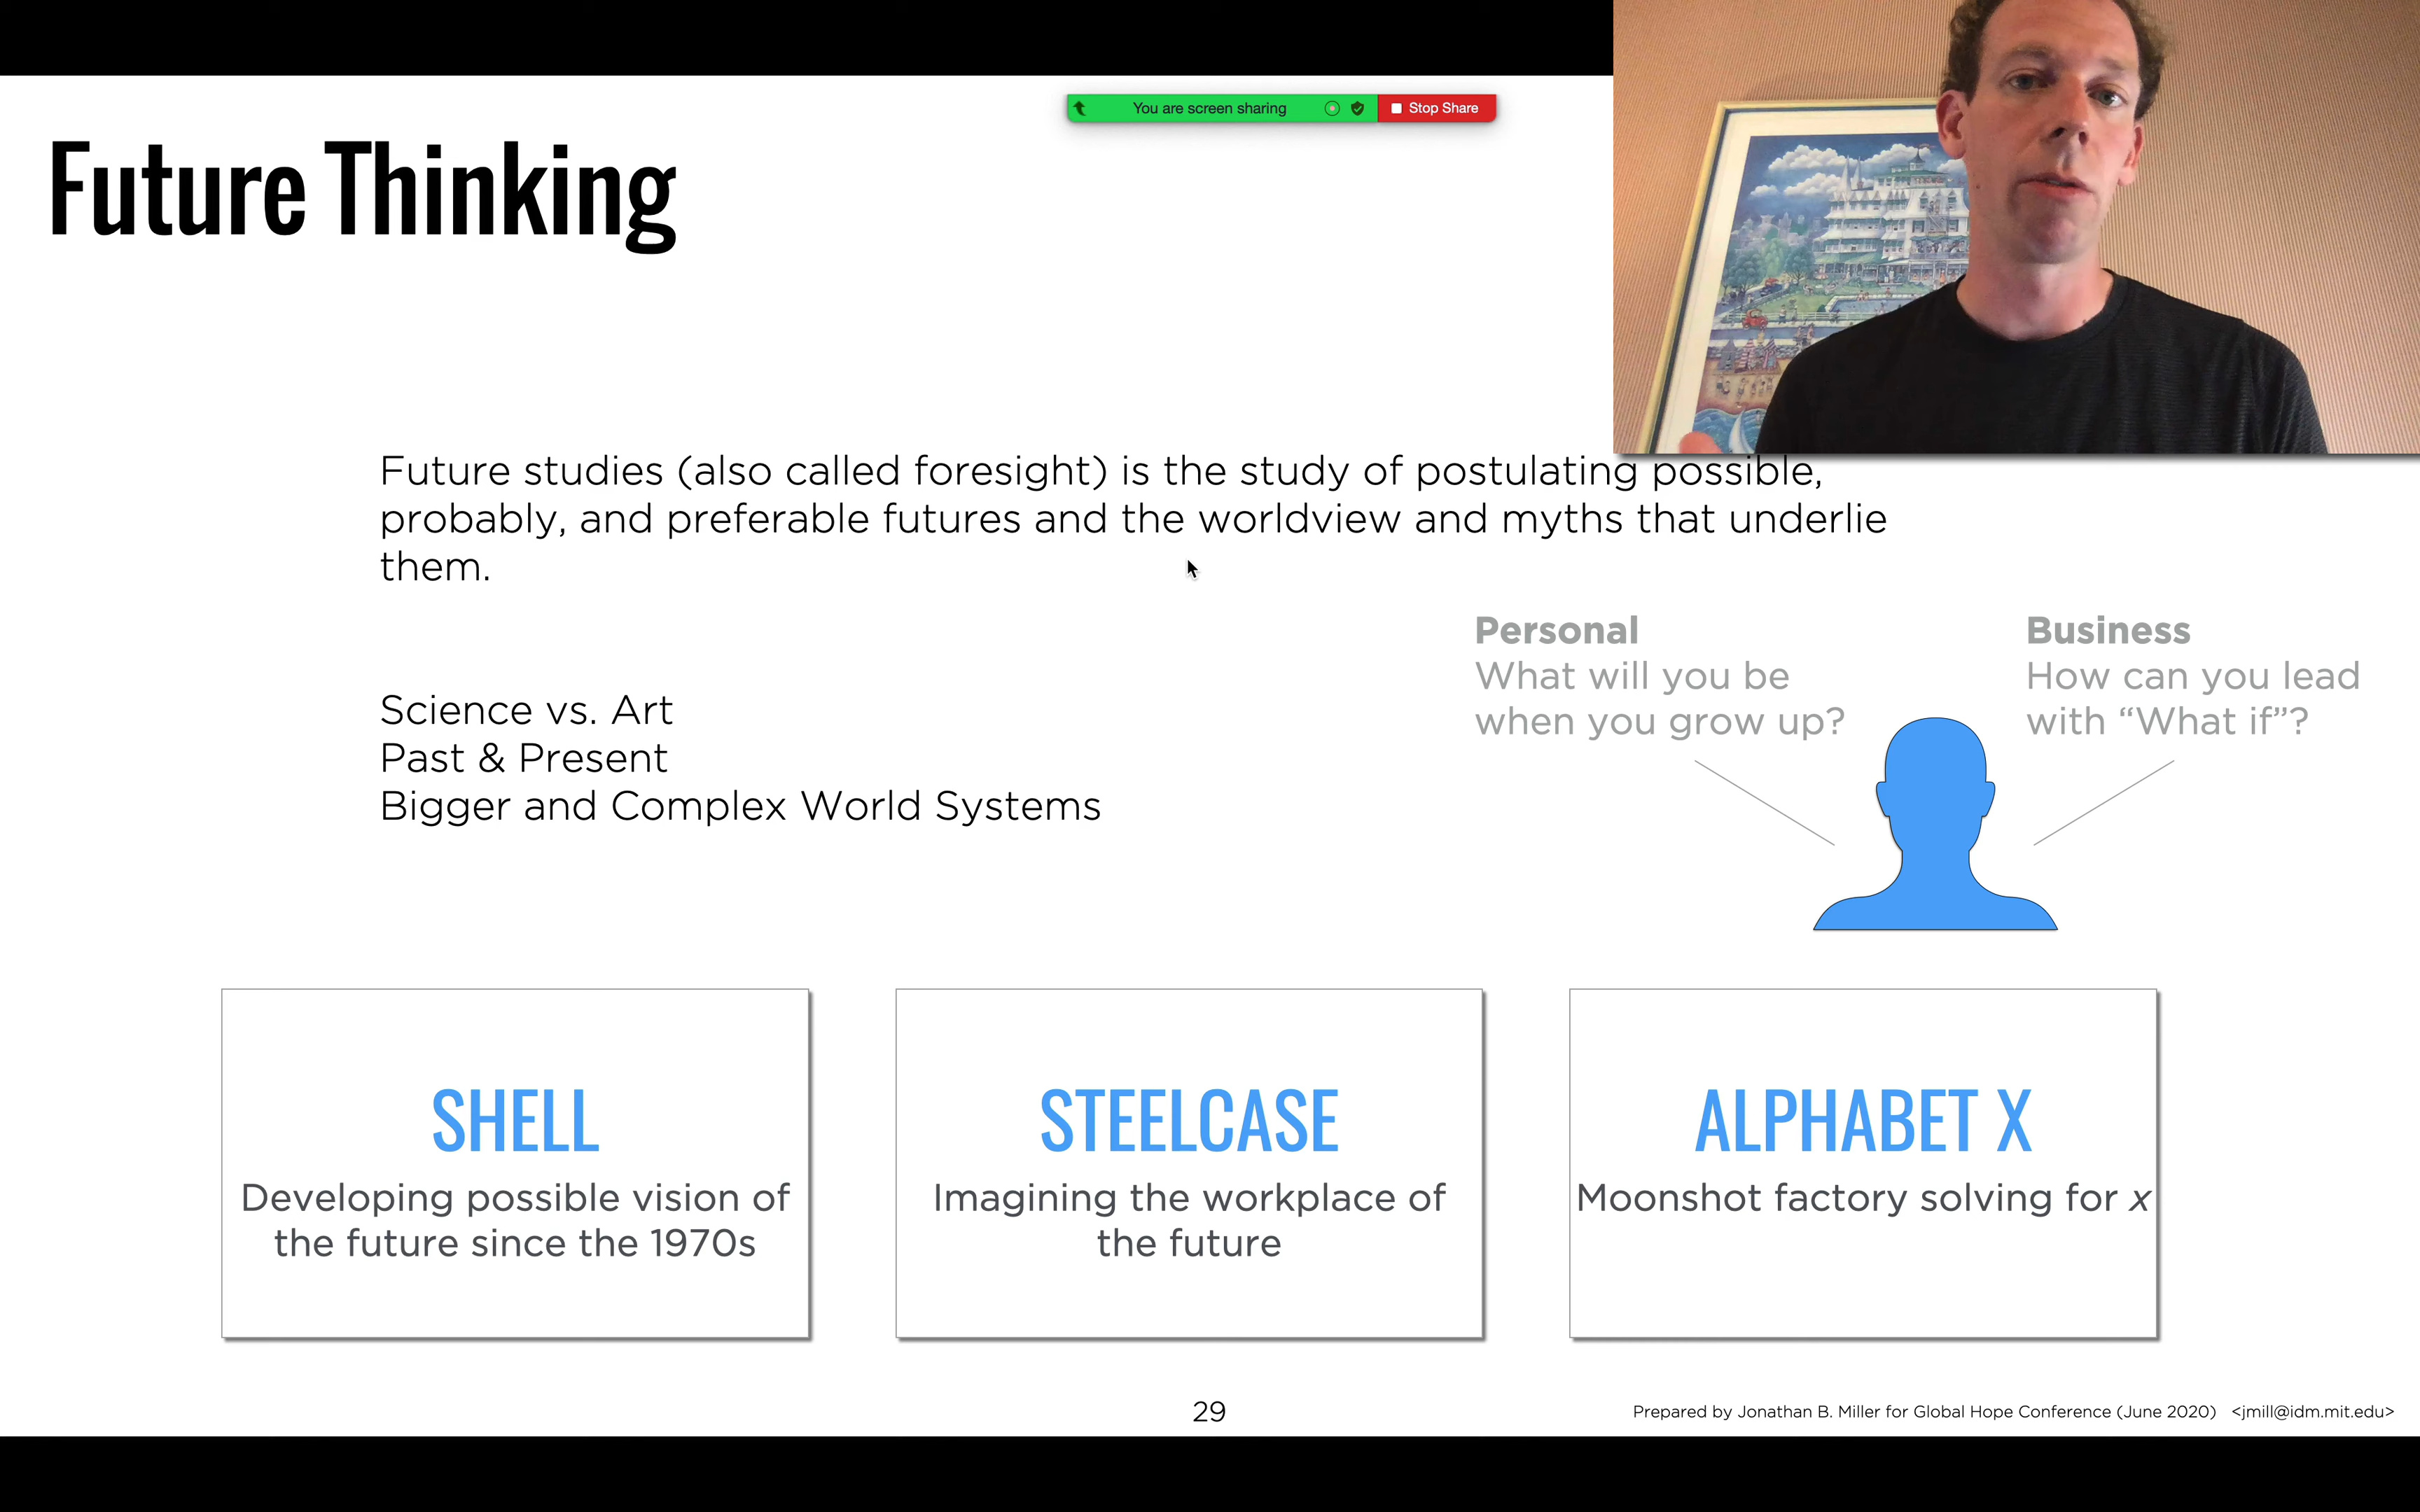 You are screen sharing
Stop Share
Future Thinking
Future studies (also called foresight) is the study of postulating possible,
probably, and preferable futures and the worldview and myths that underlie
them.
Science vs. Art
Past & Present
Bigger and Complex World Systems
Personal
What will you be
when you grow up?
Business
How can you lead
with “What if”?
SHELL
Developing possible vision of
the future since the 1970s
STEELCASE
Imagining the workplace of
the future
ALPHABET X
Moonshot factory solving for x
29
Prepared by Jonathan B. Miller for Global Hope Conference (June 2020) <jmill@idm.mit.edu>